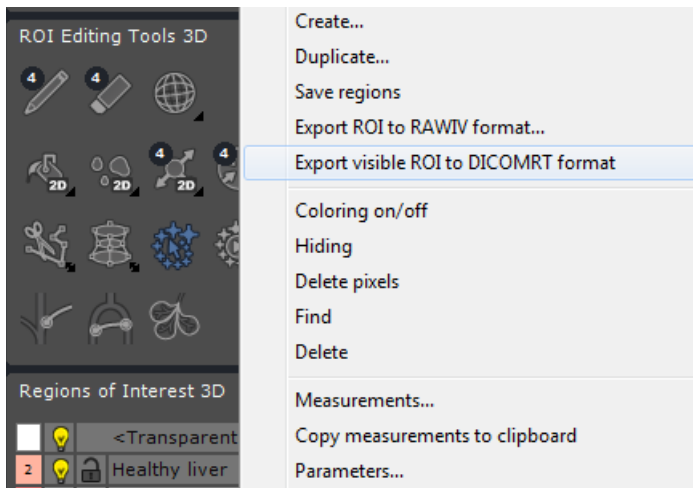 ROI Editing Tools 3D
4
4
2D
2D
4
2D
4
Regions of Interest 3D
<Transparent
2
Healthy liver
Create...
Duplicate...
Save regions
Export ROI to RAWIV format...
Export visible ROI to DICOMRT format
Coloring on/off
Hiding
Delete pixels
Find
Delete
Measurements...
Copy measurements to clipboard
Parameters...